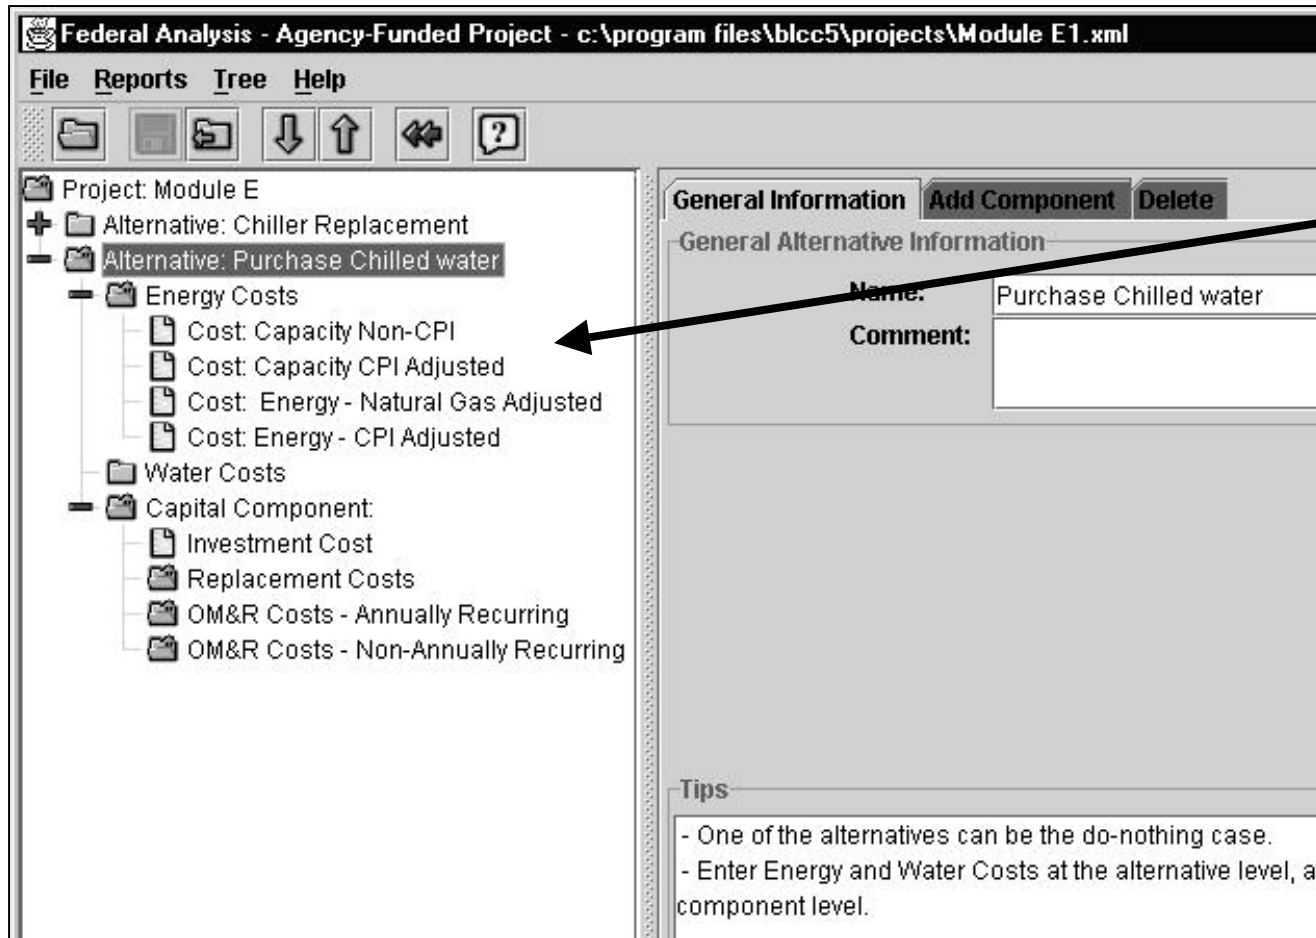 Federal Analysis - Agency-Funded Project - c:\program files\blcc5\projects\Module E1.xml
File Reports Tree Help
Project: Module E
Alternative: Chiller Replacement
Alternative: Purchase Chilled water
Energy Costs
Cost: Capacity Non-CPI
Cost: Capacity CPI Adjusted
Cost: Energy - Natural Gas Adjusted
Cost: Energy - CPI Adjusted
Water Costs
Capital Component:
Investment Cost
Replacement Costs
OM&R Costs - Annually Recurring
OM&R Costs - Non-Annually Recurring
General Information Add Component Delete
General Alternative Information
Name: Purchase Chilled water
Comment:
Tips
- One of the alternatives can be the do-nothing case.
- Enter Energy and Water Costs at the alternative level, a
component level.